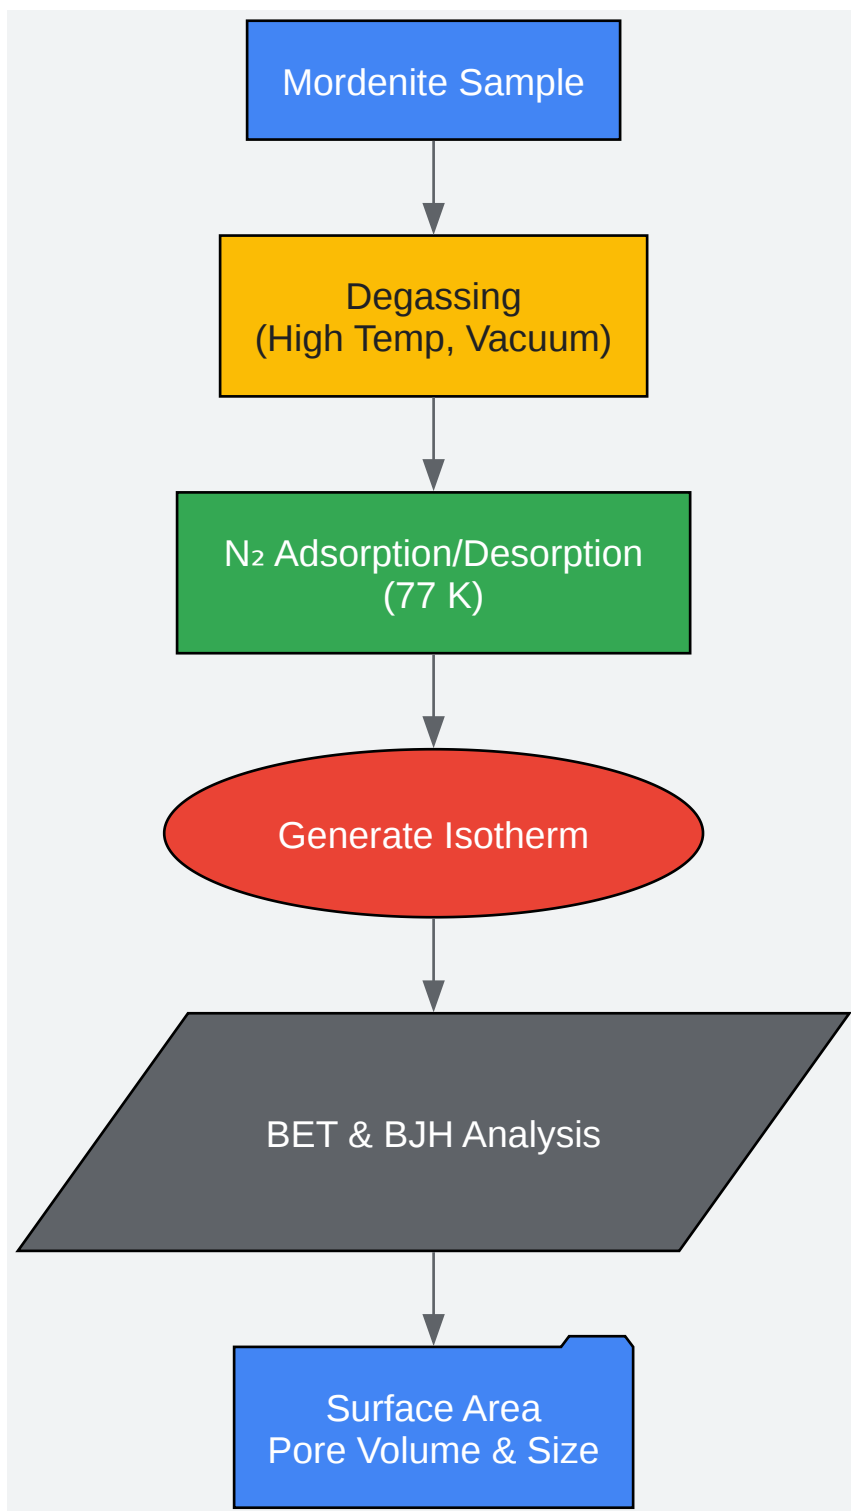 Mordenite Sample
Degassing
(High Temp, Vacuum)
N₂ Adsorption/Desorption
(77 K)
Generate Isotherm
BET & BJH Analysis
Surface Area
Pore Volume & Size